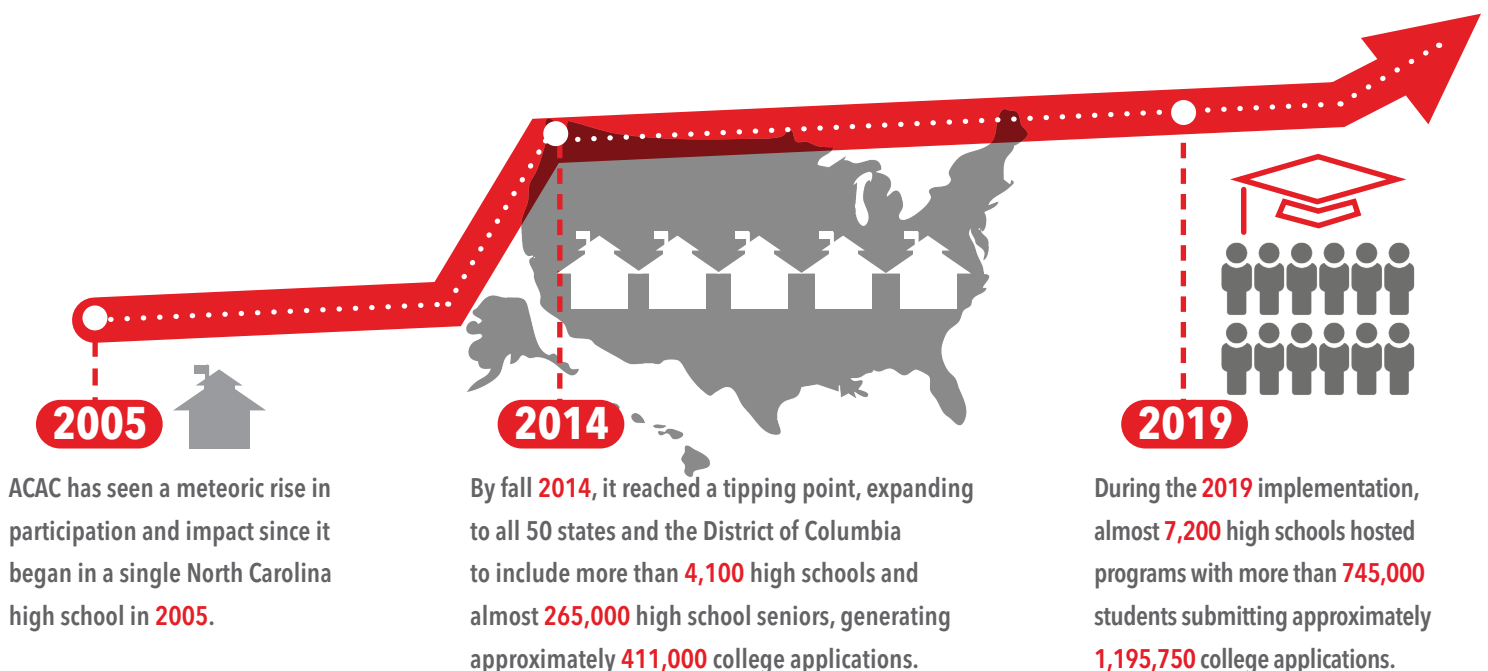 2005
ACAC has seen a meteoric rise in
participation and impact since it
began in a single North Carolina
high school in 2005.
2014
By fall 2014, it reached a tipping point, expanding
to all 50 states and the District of Columbia
to include more than 4,100 high schools and
almost 265,000 high school seniors, generating
approximately 411,000 college applications.
2019
During the 2019 implementation,
almost 7,200 high schools hosted
programs with more than 745,000
students submitting approximately
1,195,750 college applications.